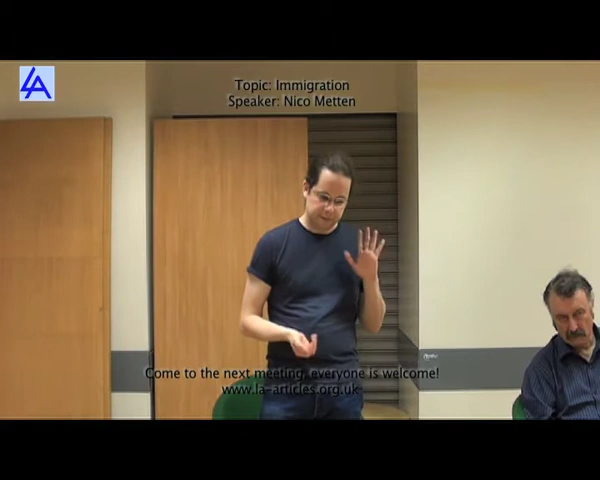 LA
Topic: Immigration
Speaker: Nico Metten
Come to the next meeting, everyone is welcome!
www.la-articles.org.uk